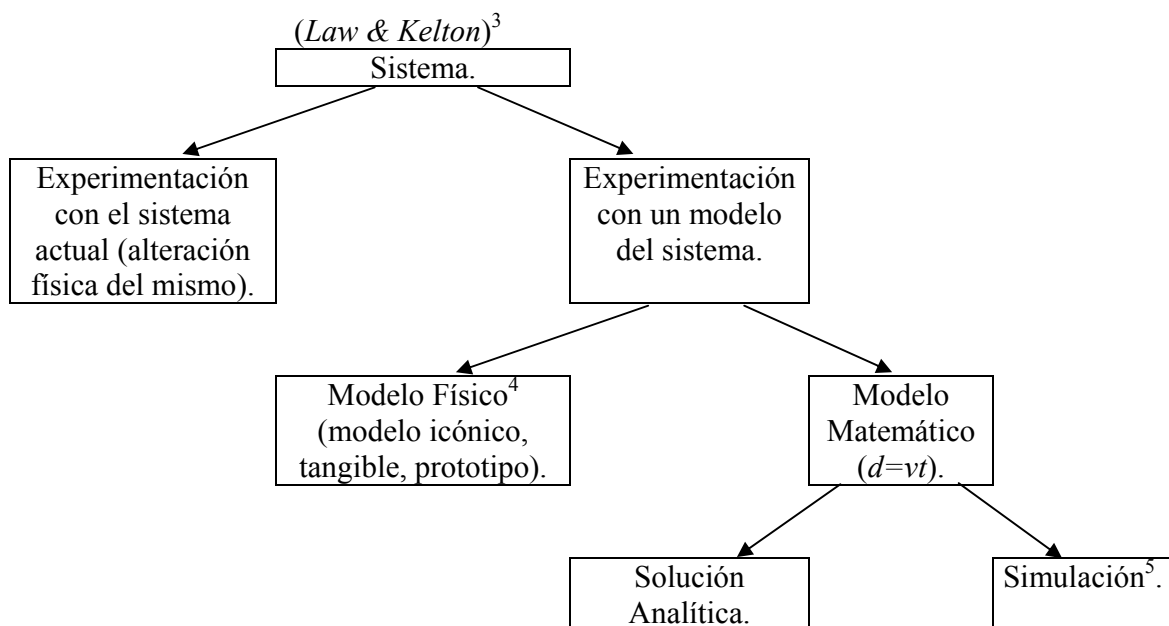 (Law & Kelton)³
Sistema.
Experimentación
con el sistema
actual (alteración
física del mismo).
Experimentación
con un modelo
del sistema.
Modelo Físico⁴
(modelo icónico,
tangible, prototipo).
Modelo
Matemático
(d=vt).
Solución
Analítica.
Simulación⁵.